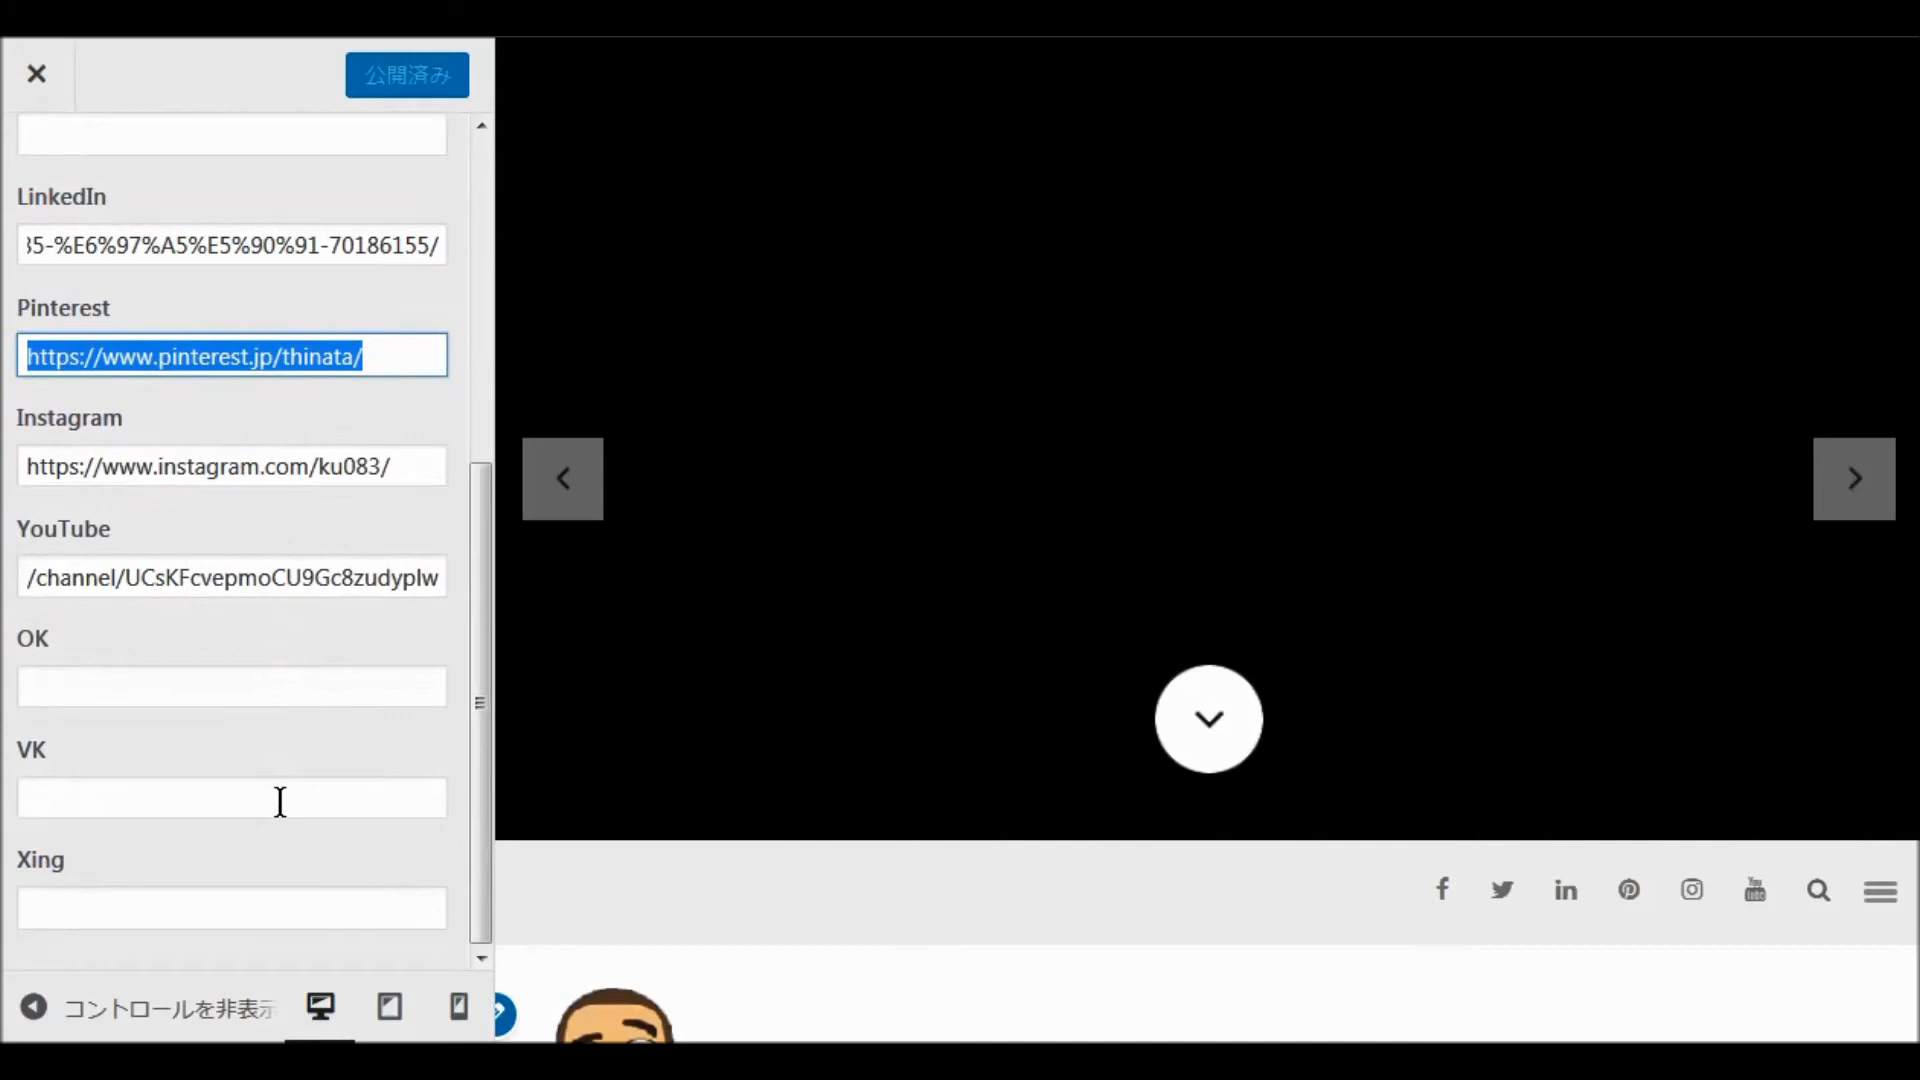 公開済み
LinkedIn
35-%E6%97%A5%E5%90%91-70186155/
Pinterest
https://www.pinterest.jp/thinata/
Instagram
https://www.instagram.com/ku083/
YouTube
/channel/UCsKFcvepmoCU9Gc8zudyplw
OK
VK
Xing
コントロールを非表示